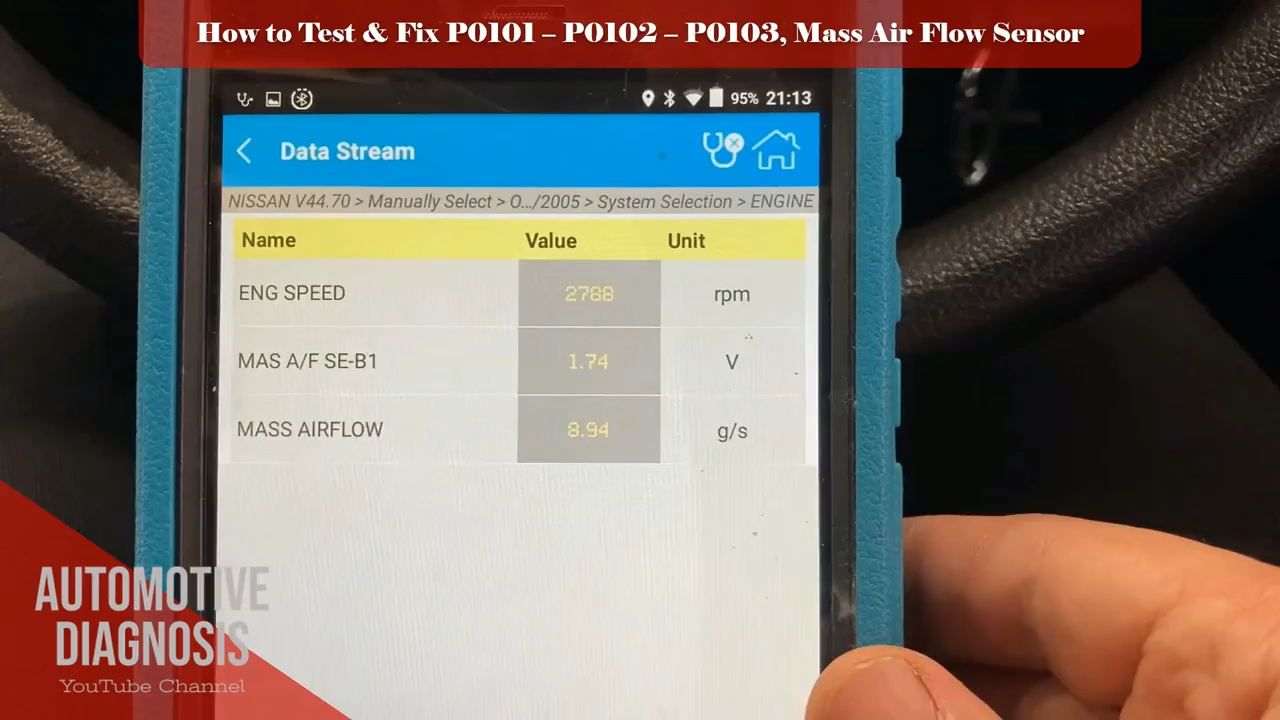 How to Test & Fix P0101 – P0102 – P0103, Mass Air Flow Sensor
95% 21:13
Data Stream
NISSAN V44.70 > Manually Select > O.../2005 > System Selection > ENGINE
Name Value Unit
ENG SPEED 2788 rpm
MAS A/F SE-B1 1.74 V
MASS AIRFLOW 8.94 g/s
AUTOMOTIVE
DIAGNOSIS
YouTube Channel